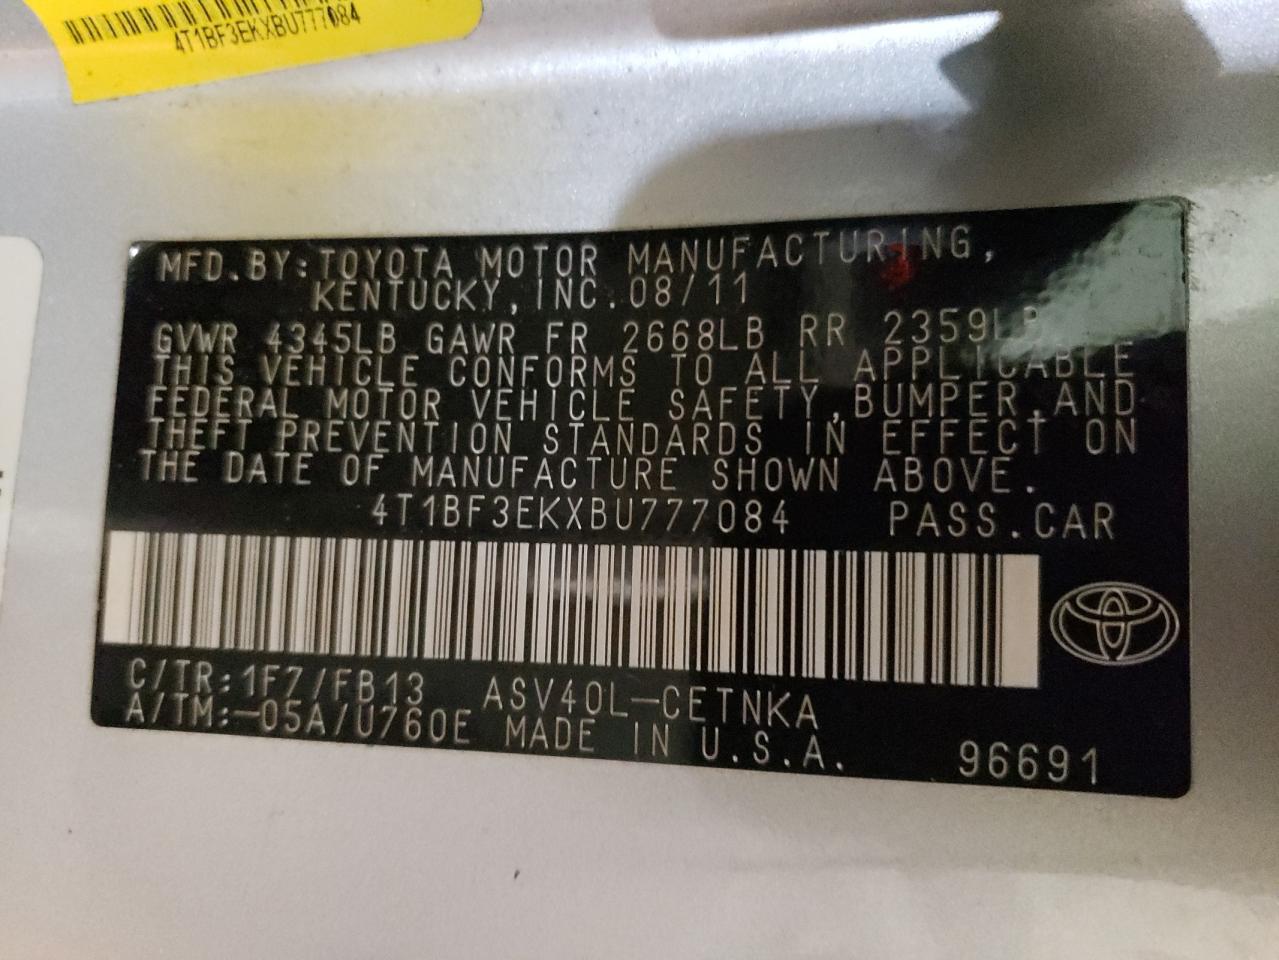 4T1BF3EKXBU777084
MFD.BY:TOYOTA MOTOR MANUFACTURING,
KENTUCKY,INC.08/11
GVWR 4345LB GAWR FR 2668LB RR 2359LB
THIS VEHICLE CONFORMS TO ALL APPLICABLE
FEDERAL MOTOR VEHICLE SAFETY,BUMPER,AND
THEFT PREVENTION STANDARDS IN EFFECT ON
THE DATE OF MANUFACTURE SHOWN ABOVE.
4T1BF3EKXBU777084 PASS.CAR
C/TR:1F7/FB13 ASV40L-CETNKA
A/TM:-05A/U760E MADE IN U.S.A. 96691